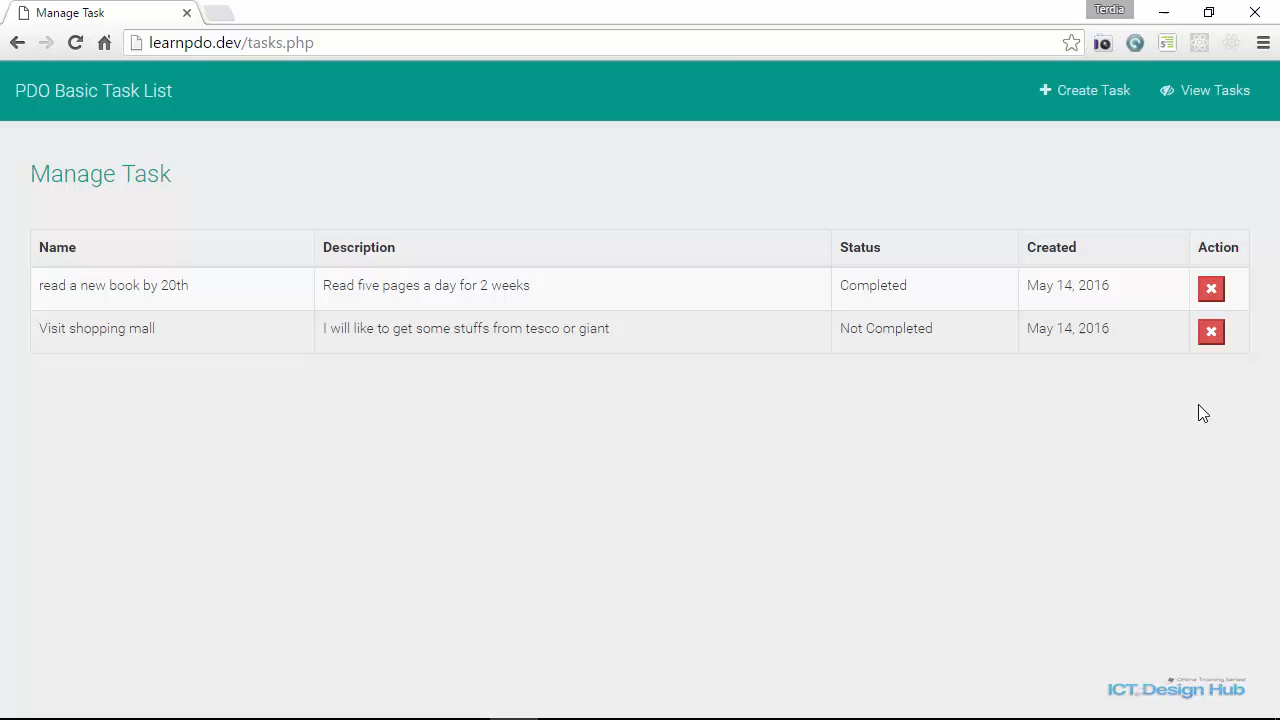 Manage Task
Terdia
learnpdo.dev/tasks.php
PDO Basic Task List
Create Task
View Tasks
Manage Task
Name Description Status Created Action
read a new book by 20th Read five pages a day for 2 weeks Completed May 14, 2016
Visit shopping mall I will like to get some stuffs from tesco or giant Not Completed May 14, 2016
Online Training Series!
ICT.Design Hub